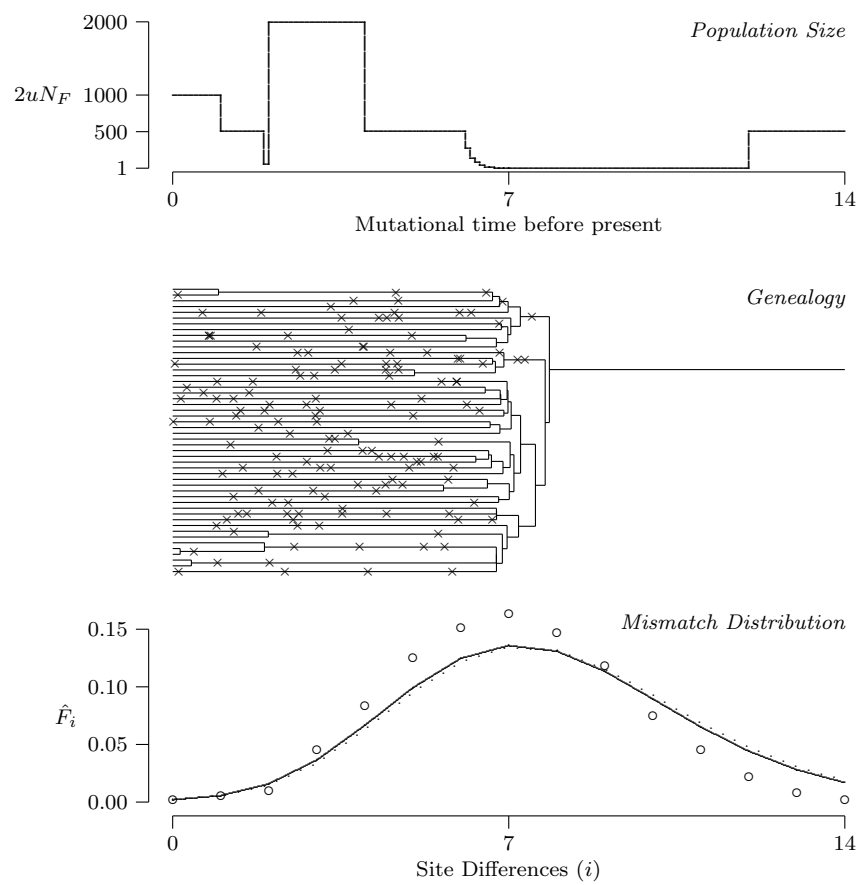 Population Size
2000
2uN_F 1000
500
1
0 7 14
Mutational time before present
Genealogy
Mismatch Distribution
0.15
0.10
F̂_i
0.05
0.00
0 7 14
Site Differences (i)